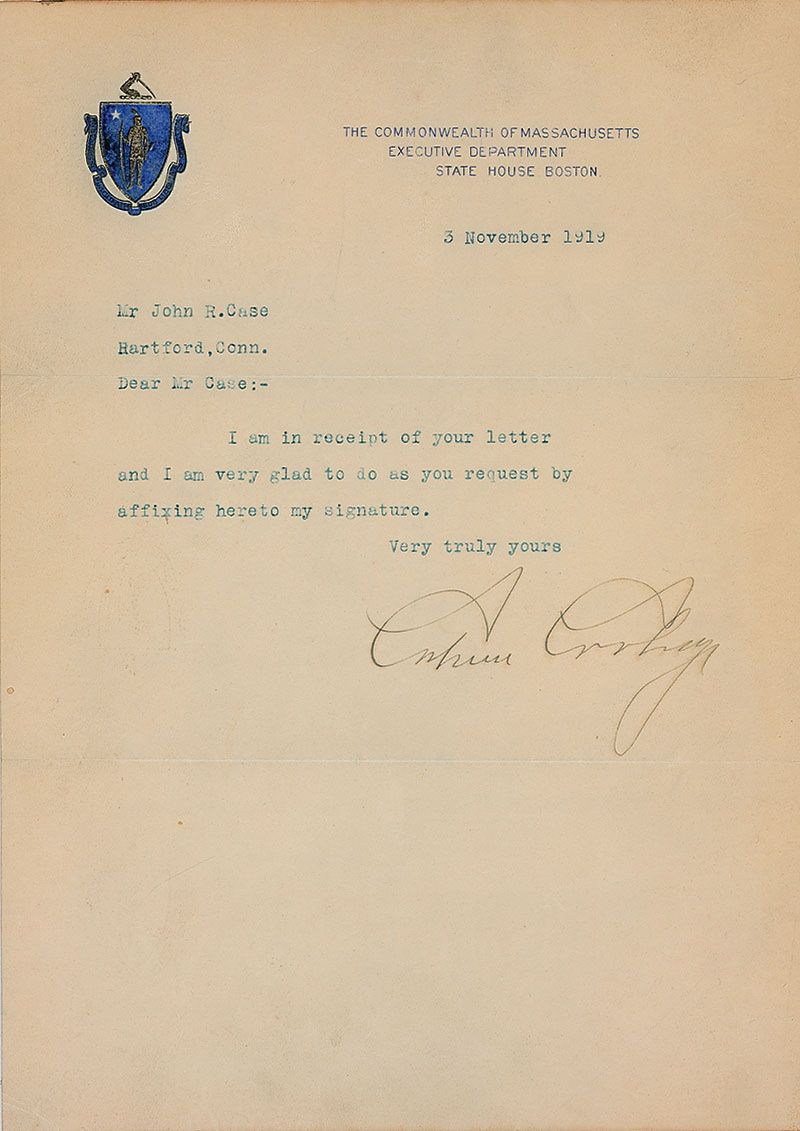 THE COMMONWEALTH OF MASSACHUSETTS
EXECUTIVE DEPARTMENT
STATE HOUSE BOSTON.
3 November 1919
Mr John R.Case
Hartford,Conn.
Dear Mr Case:-
I am in receipt of your letter
and I am very glad to do as you request by
affixing hereto my signature.
Very truly yours
Calvin Coolidge